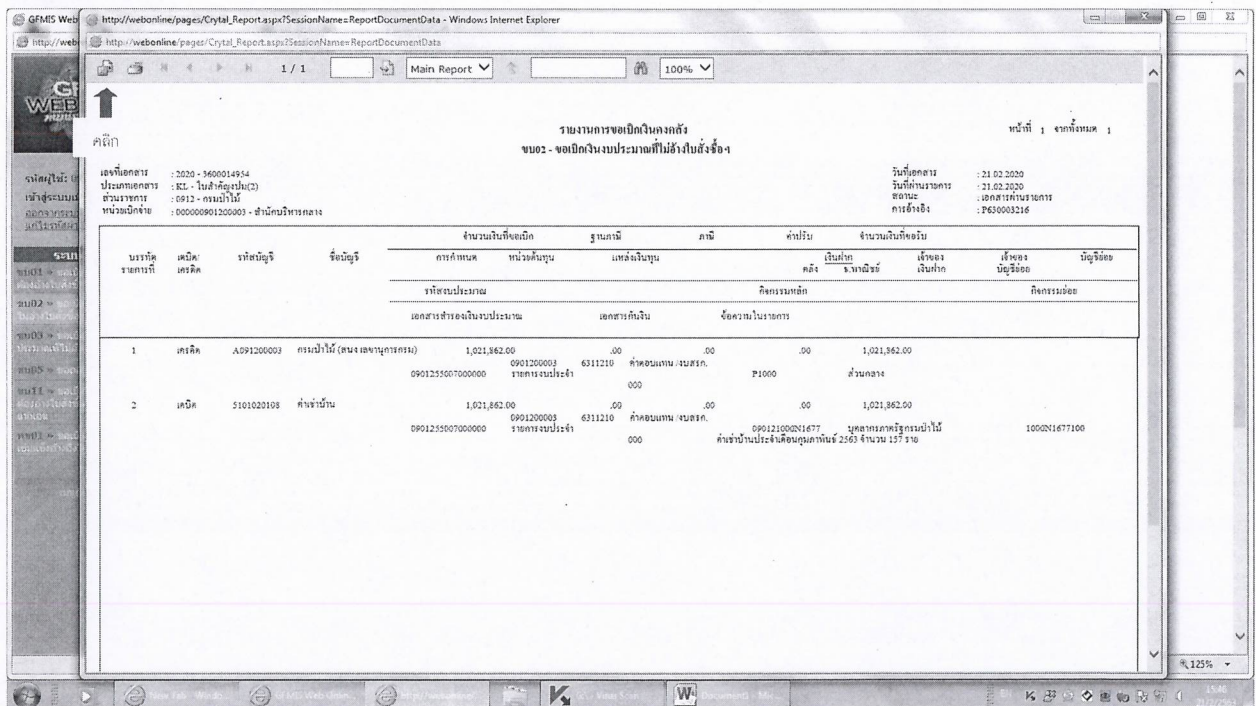 GFMIS Web
http://webonline/pages/Crytal_Report.aspx?SessionName=ReportDocumentData - Windows Internet Explorer
http://web
http://webonline/pages/Crytal_Report.aspx?SessionName=ReportDocumentData
1 / 1 Main Report 100%
คลิก
รายงานการขอเบิกเงินคงคลัง
หน้าที่ 1 จากทั้งหมด 1
ขบ02 - ขอเบิกเงินงบประมาณที่ไม่อ้างใบสั่งซื้อฯ
เลขที่เอกสาร : 2020 - 3600014954
วันที่เอกสาร : 21.02.2020
ประเภทเอกสาร : KL - ใบสำคัญงปม(2)
วันที่ผ่านรายการ : 21.02.2020
ส่วนราชการ : 0912 - กรมป่าไม้
สถานะ : เอกสารผ่านรายการ
หน่วยเบิกจ่าย : 000000901200003 - สำนักบริหารกลาง
การอ้างอิง : P630003216
จำนวนเงินที่ขอเบิก ฐานภาษี ภาษี ค่าปรับ จำนวนเงินที่ขอรับ
บรรทัดรายการที่ เดบิต/เครดิต รหัสบัญชี ชื่อบัญชี การกำหนด หน่วยต้นทุน แหล่งเงินทุน คลัง เงินฝาก ธ.พาณิชย์ เจ้าของเงินฝาก เจ้าของบัญชีย่อย บัญชีย่อย
รหัสงบประมาณ กิจกรรมหลัก กิจกรรมย่อย
เอกสารสำรองเงินงบประมาณ เอกสารกันเงิน ข้อความในรายการ
1 เครดิต A091200003 กรมป่าไม้ (สนง เลขานุการกรม) 1,021,862.00 .00 .00 .00 1,021,862.00
0901200003 6311210 ค่าตอบแทน /งบสรก.
0901255007000000 รายการงบประจำ P1000 ส่วนกลาง
000
2 เดบิต 5101020108 ค่าเช่าบ้าน 1,021,862.00 .00 .00 .00 1,021,862.00
0901200003 6311210 ค่าตอบแทน /งบสรก.
0901255007000000 รายการงบประจำ 090121000N1677 บุคลากรภาครัฐกรมป่าไม้ 1000N1677100
000 ค่าเช่าบ้านประจำเดือนกุมภาพันธ์ 2563 จำนวน 157 ราย
125%
15:46